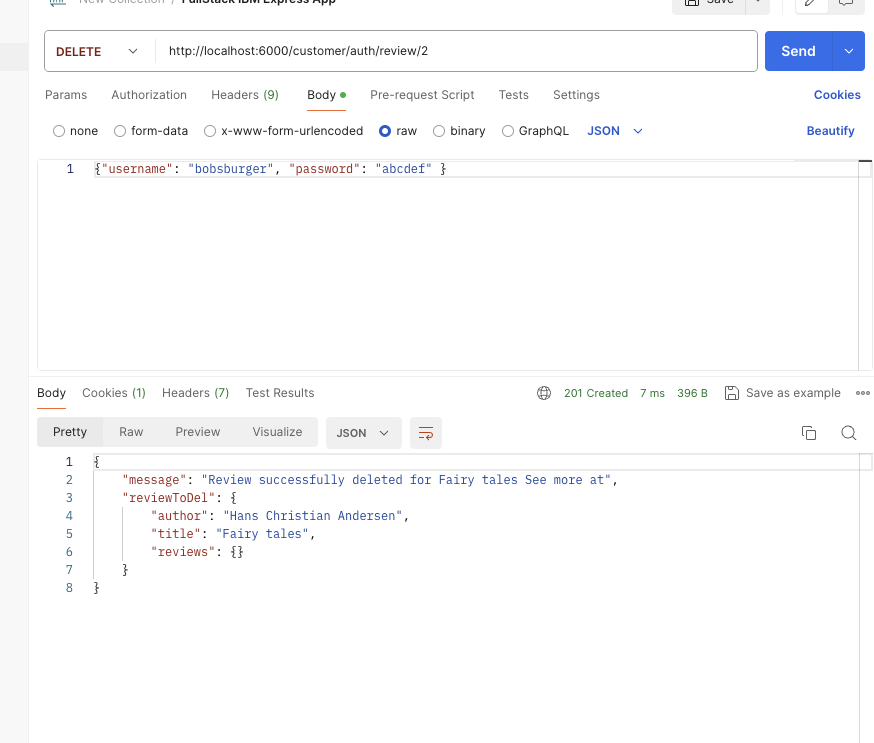 New Collection / FullStack IBM Express App
Save
DELETE http://localhost:6000/customer/auth/review/2 Send
Params Authorization Headers (9) Body Pre-request Script Tests Settings Cookies
none form-data x-www-form-urlencoded raw binary GraphQL JSON Beautify
1 {"username": "bobsburger", "password": "abcdef" }
Body Cookies (1) Headers (7) Test Results 201 Created 7 ms 396 B Save as example
Pretty Raw Preview Visualize JSON
1 {
2 "message": "Review successfully deleted for Fairy tales See more at",
3 "reviewToDel": {
4 "author": "Hans Christian Andersen",
5 "title": "Fairy tales",
6 "reviews": {}
7 }
8 }